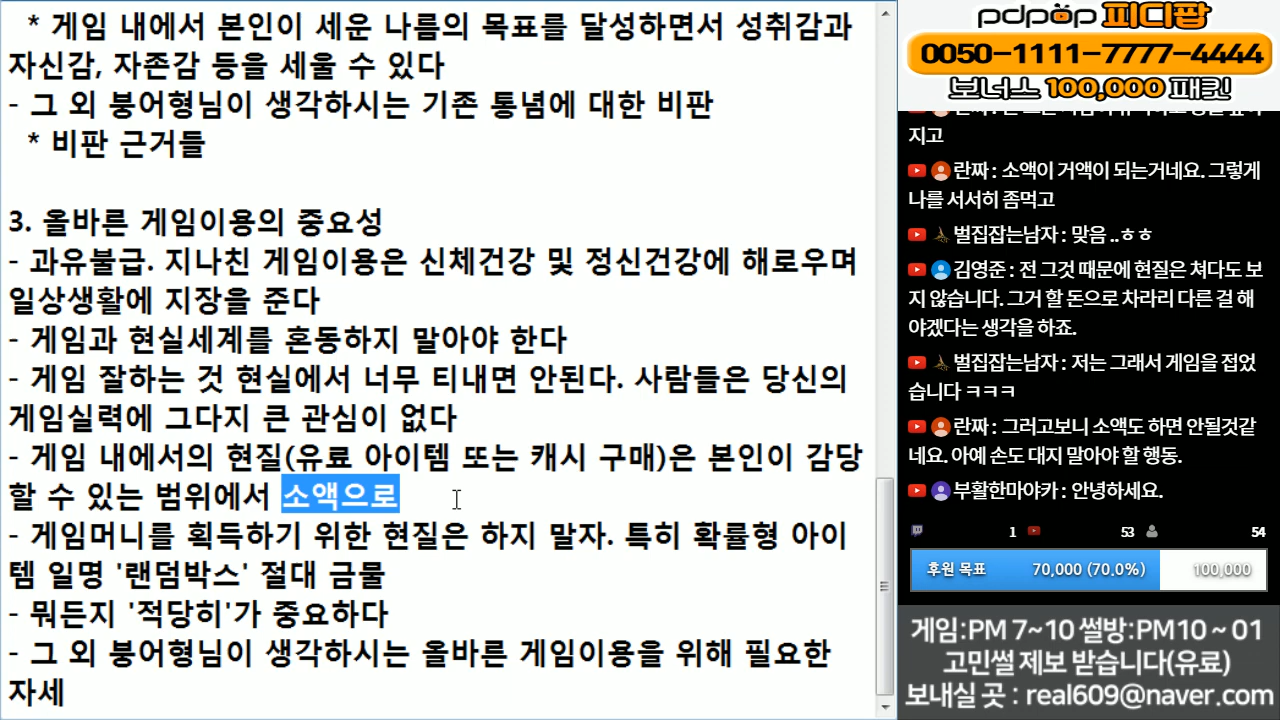 * 게임 내에서 본인이 세운 나름의 목표를 달성하면서 성취감과
자신감, 자존감 등을 세울 수 있다
- 그 외 붕어형님이 생각하시는 기존 통념에 대한 비판
* 비판 근거들
3. 올바른 게임이용의 중요성
- 과유불급. 지나친 게임이용은 신체건강 및 정신건강에 해로우며
일상생활에 지장을 준다
- 게임과 현실세계를 혼동하지 말아야 한다
- 게임 잘하는 것 현실에서 너무 티내면 안된다. 사람들은 당신의
게임실력에 그다지 큰 관심이 없다
- 게임 내에서의 현질(유료 아이템 또는 캐시 구매)은 본인이 감당
할 수 있는 범위에서 소액으로
- 게임머니를 획득하기 위한 현질은 하지 말자. 특히 확률형 아이
템 일명 '랜덤박스' 절대 금물
- 뭐든지 '적당히'가 중요하다
- 그 외 붕어형님이 생각하시는 올바른 게임이용을 위해 필요한
자세
pdpop 피디팝
0050-1111-7777-4444
보너스 100,000 패킷!
지고
란짜 : 소액이 거액이 되는거네요. 그렇게
나를 서서히 좀먹고
벌집잡는남자 : 맞음 ..ㅎㅎ
김영준 : 전 그것 때문에 현질은 쳐다도 보
지 않습니다. 그거 할 돈으로 차라리 다른 걸 해
야겠다는 생각을 하죠.
벌집잡는남자 : 저는 그래서 게임을 접었
습니다 ㅋㅋㅋ
란짜 : 그러고보니 소액도 하면 안될것같
네요. 아예 손도 대지 말아야 할 행동.
부활한마야카 : 안녕하세요.
1 53 54
후원 목표 70,000 (70.0%) 100,000
게임:PM 7~10 썰방:PM10 ~ 01
고민썰 제보 받습니다(유료)
보내실 곳 : real609@naver.com